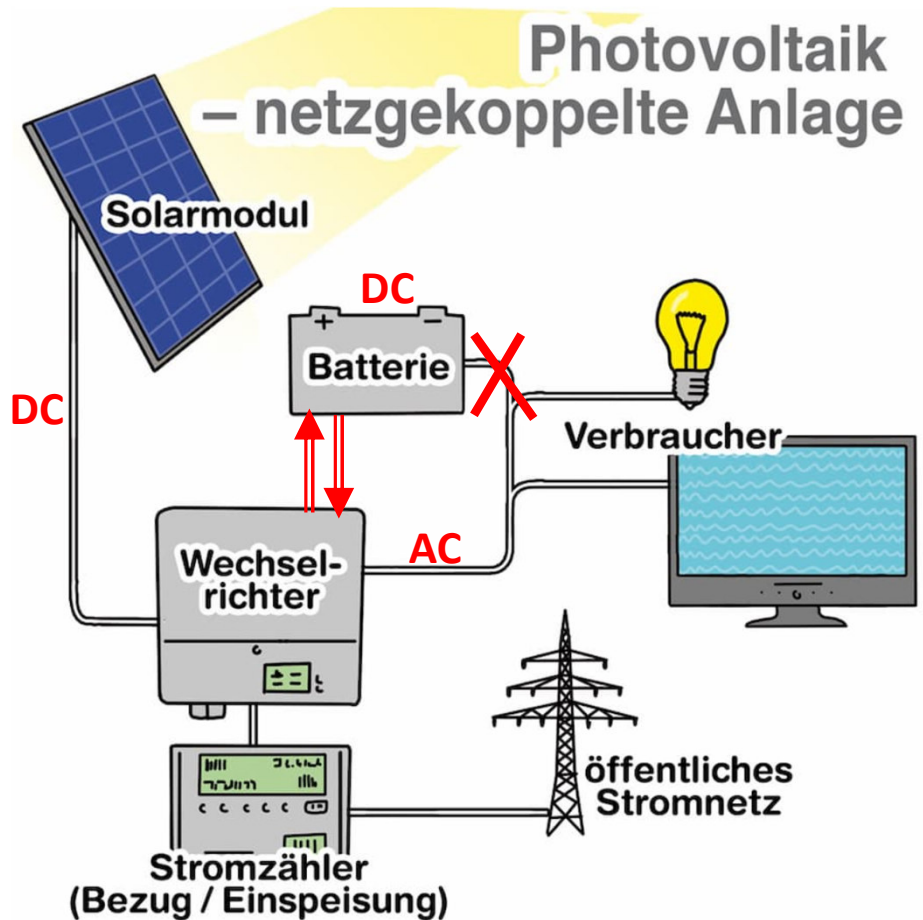 Photovoltaik
– netzgekoppelte Anlage
Solarmodul
DC
+ −
Batterie
DC
Verbraucher
Wechsel-
richter
AC
öffentliches
Stromnetz
Stromzähler
(Bezug / Einspeisung)